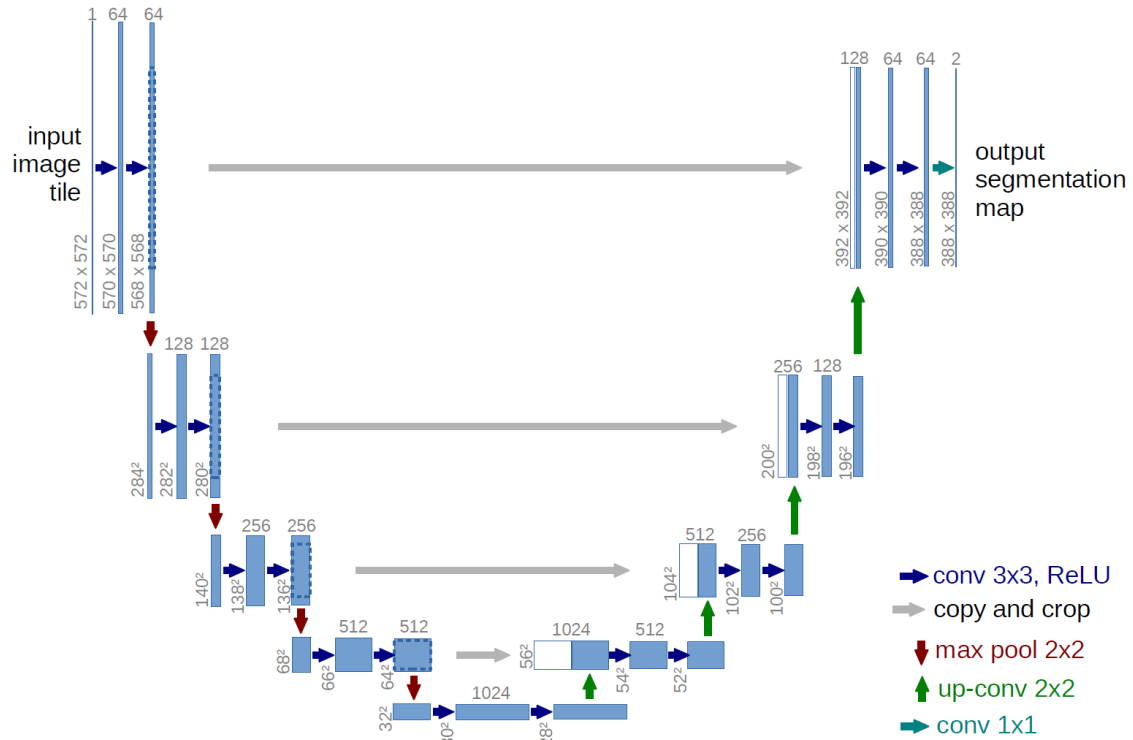 1 64 64
128 64 64 2
input
image
tile
output
segmentation
map
572 x 572
570 x 570
568 x 568
392 x 392
390 x 390
388 x 388
388 x 388
128 128
256 128
284²
282²
280²
200²
198²
196²
256 256
512 256
140²
138²
136²
104²
102²
100²
512 512
1024 512
68²
66²
64²
56²
54²
52²
1024
32²
conv 3x3, ReLU
copy and crop
max pool 2x2
up-conv 2x2
conv 1x1